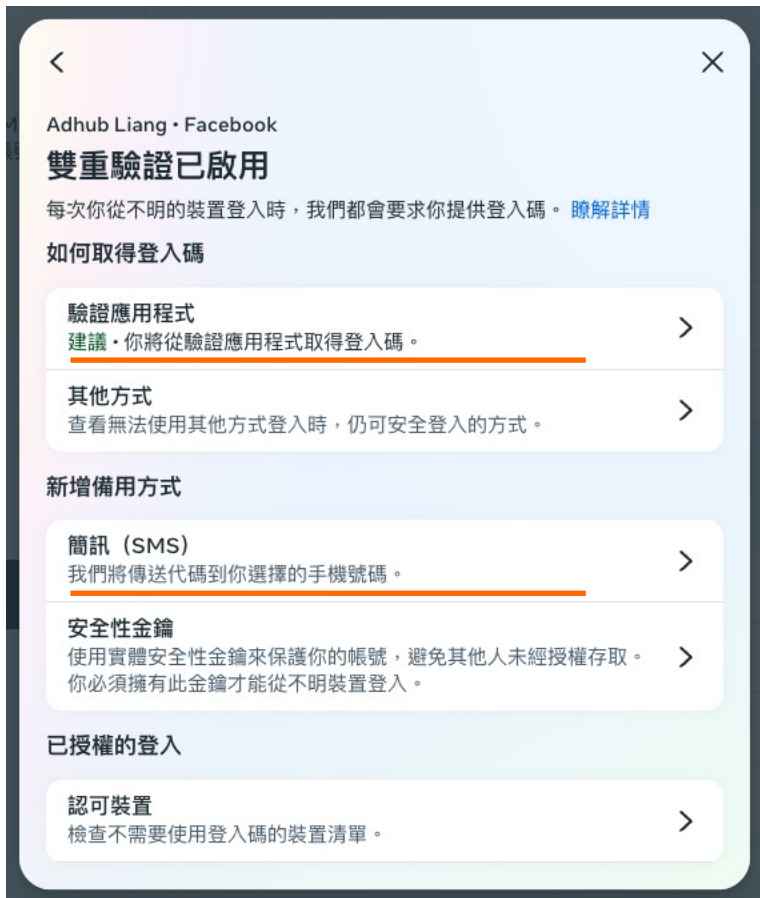 Adhub Liang • Facebook
雙重驗證已啟用
每次你從不明的裝置登入時，我們都會要求你提供登入碼。 瞭解詳情
如何取得登入碼
驗證應用程式
建議 • 你將從驗證應用程式取得登入碼。
其他方式
查看無法使用其他方式登入時，仍可安全登入的方式。
新增備用方式
簡訊（SMS）
我們將傳送代碼到你選擇的手機號碼。
安全性金鑰
使用實體安全性金鑰來保護你的帳號，避免其他人未經授權存取。
你必須擁有此金鑰才能從不明裝置登入。
已授權的登入
認可裝置
檢查不需要使用登入碼的裝置清單。